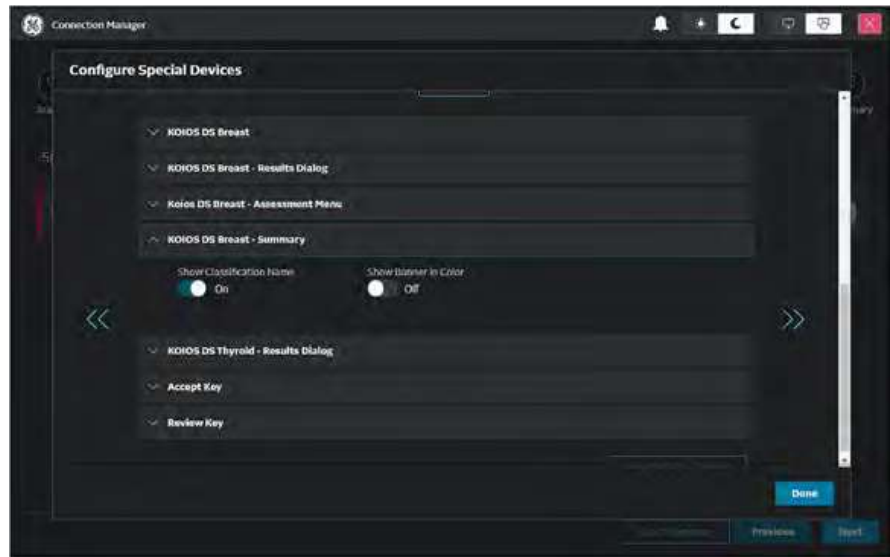 Connection Manager
Configure Special Devices
KOIOS DS Breast
KOIOS DS Breast - Results Dialog
Koios DS Breast - Assessment Menu
KOIOS DS Breast - Summary
Show Classification Name Show Banner in Color
On Off
KOIOS DS Thyroid - Results Dialog
Accept Key
Review Key
Done
Previous Next